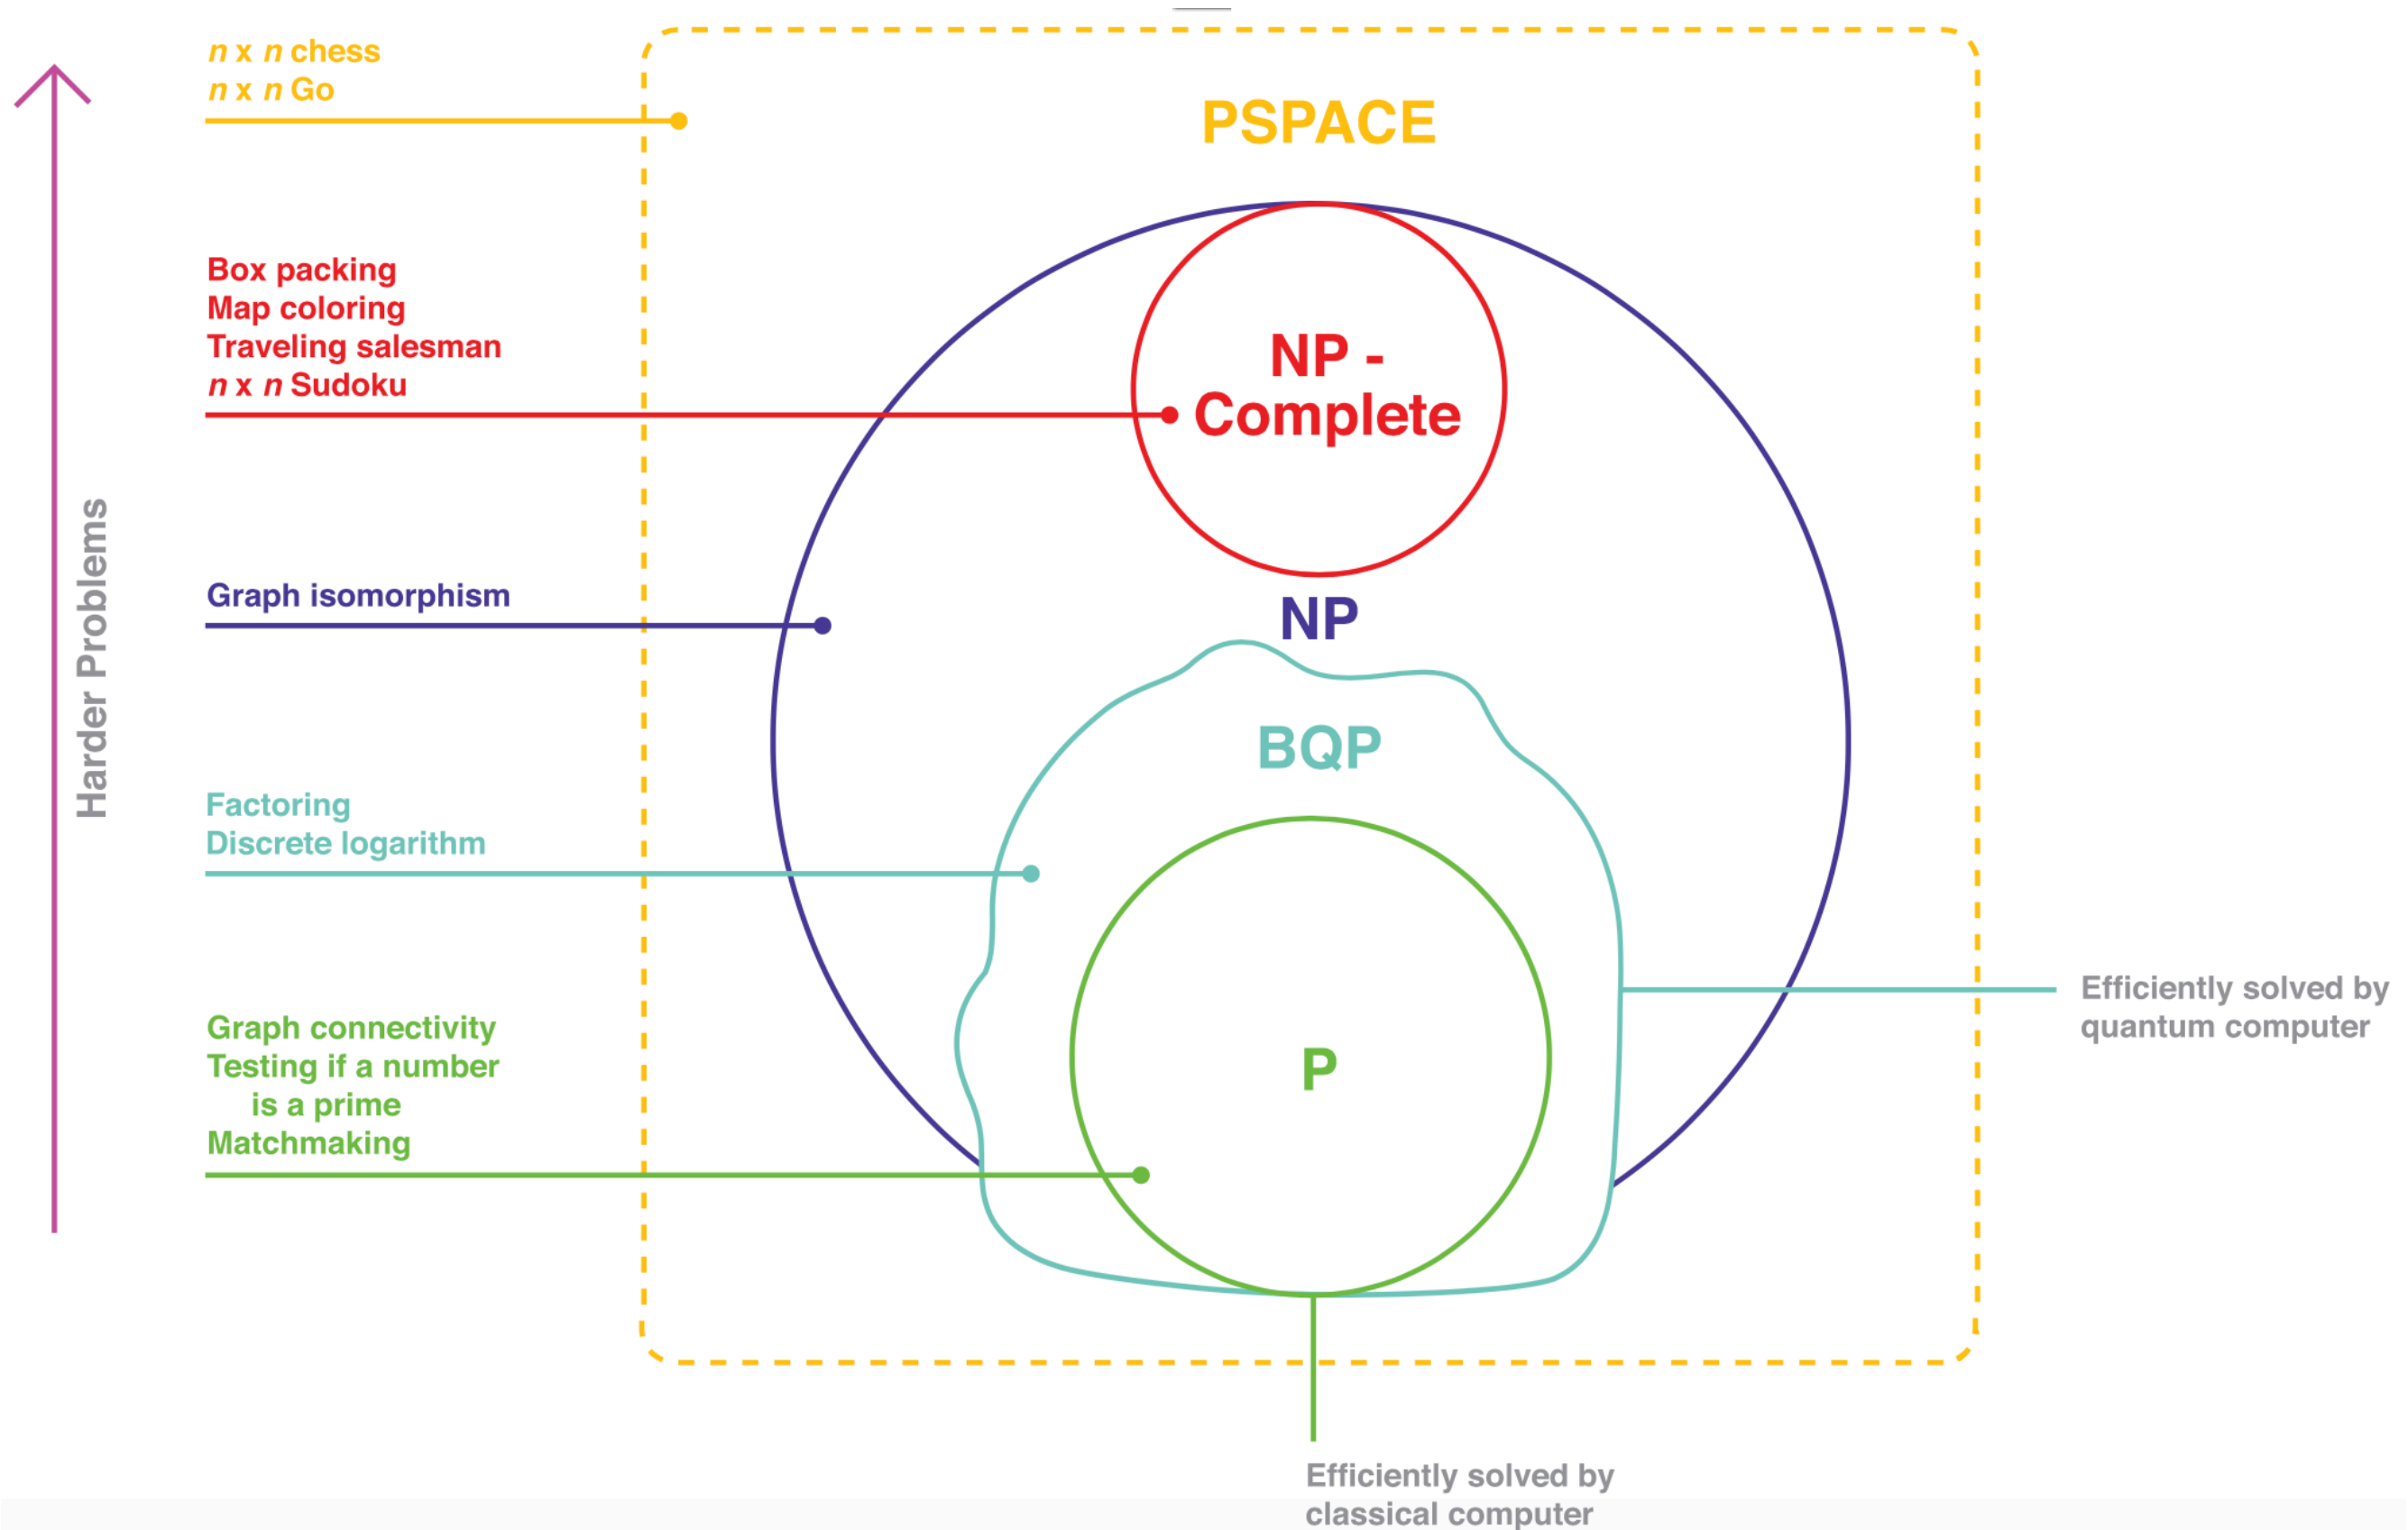 n x n chess
n x n Go
PSPACE
Box packing
Map coloring
Traveling salesman
n x n Sudoku
NP -
Complete
Harder Problems
Graph isomorphism
NP
BQP
Factoring
Discrete logarithm
Efficiently solved by
quantum computer
Graph connectivity
Testing if a number
is a prime
Matchmaking
P
Efficiently solved by
classical computer